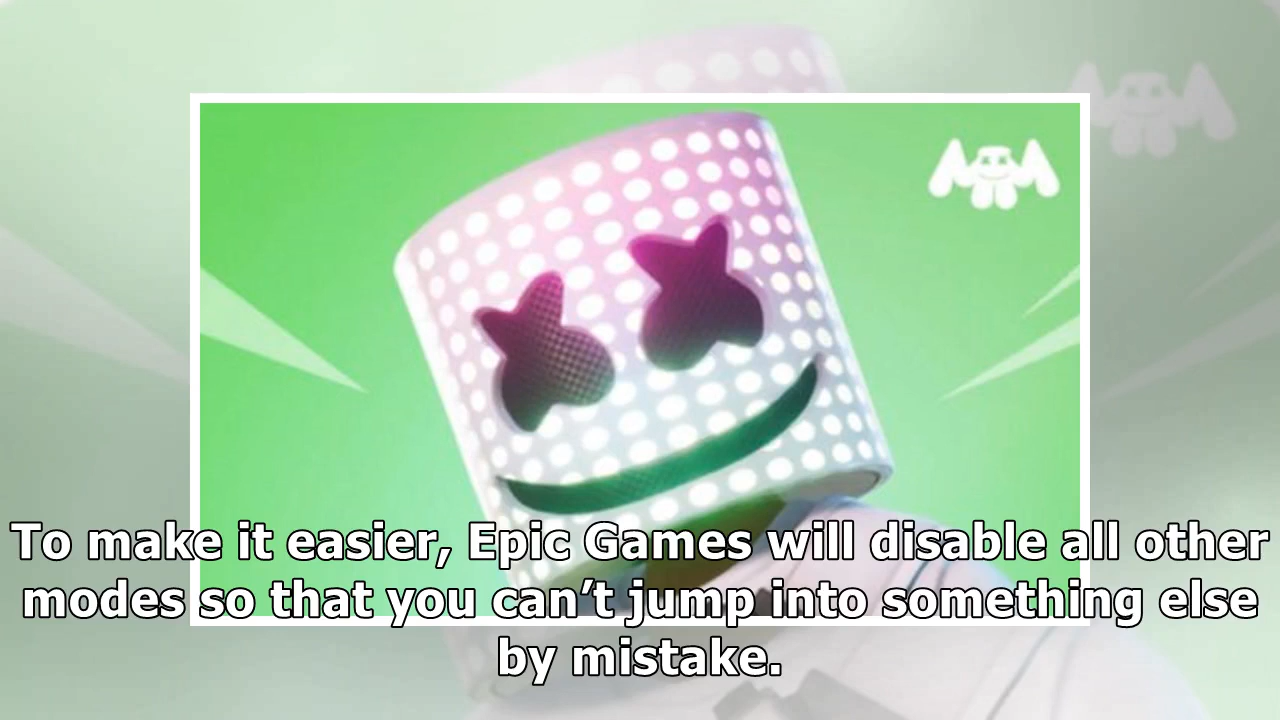 To make it easier, Epic Games will disable all other
modes so that you can’t jump into something else
by mistake.